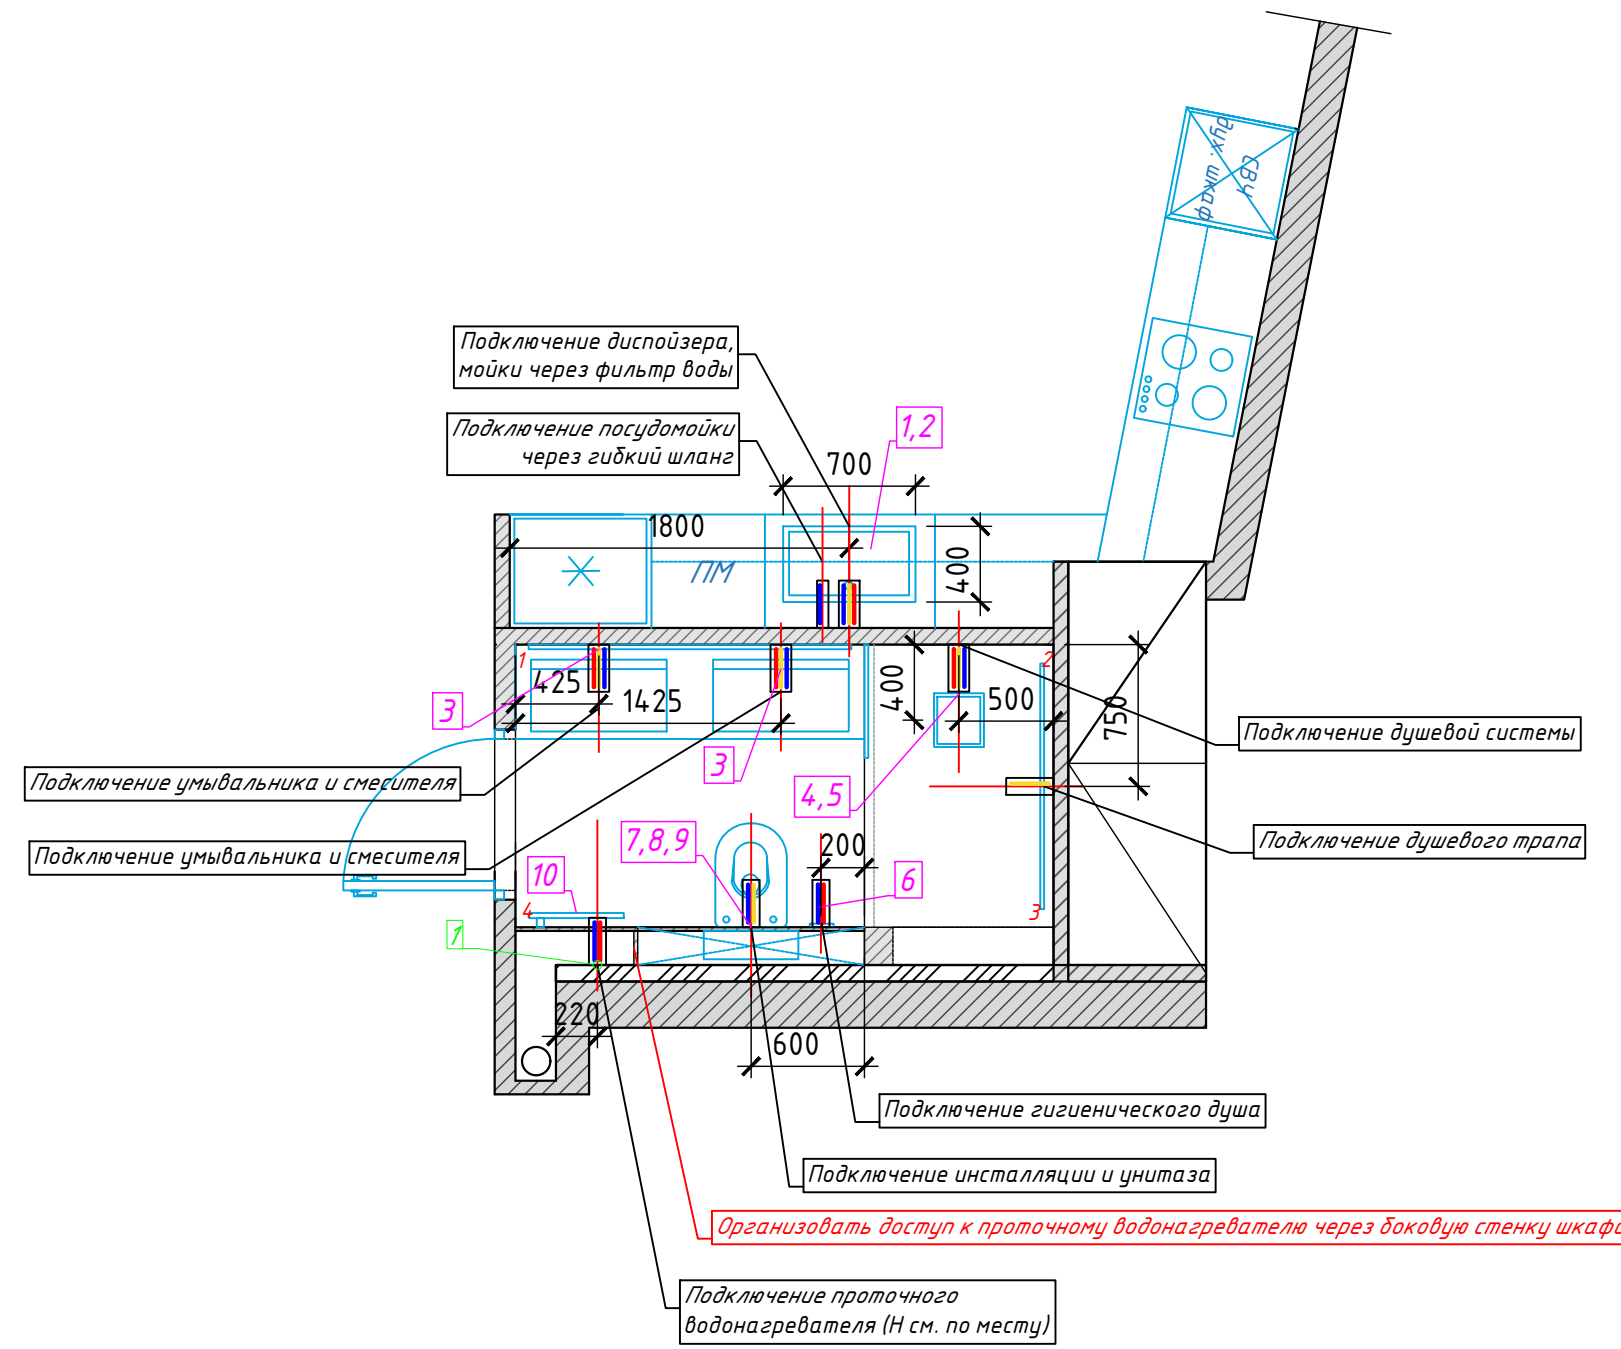 дух. шкаф
СВЧ
Подключение диспойзера,
мойки через фильтр воды
Подключение посудомойки
через гибкий шланг
1,2
700
1800
ПМ
400
1
2
425
1425
400
500
750
3
3
4,5
Подключение душевой системы
Подключение умывальника и смесителя
Подключение умывальника и смесителя
Подключение душевого трапа
7,8,9
200
10
6
4
3
1
220
600
Подключение гигиенического душа
Подключение инсталляции и унитаза
Организовать доступ к проточному водонагревателю через боковую стенку шкафа
Подключение проточного
водонагревателя (Н см. по месту)